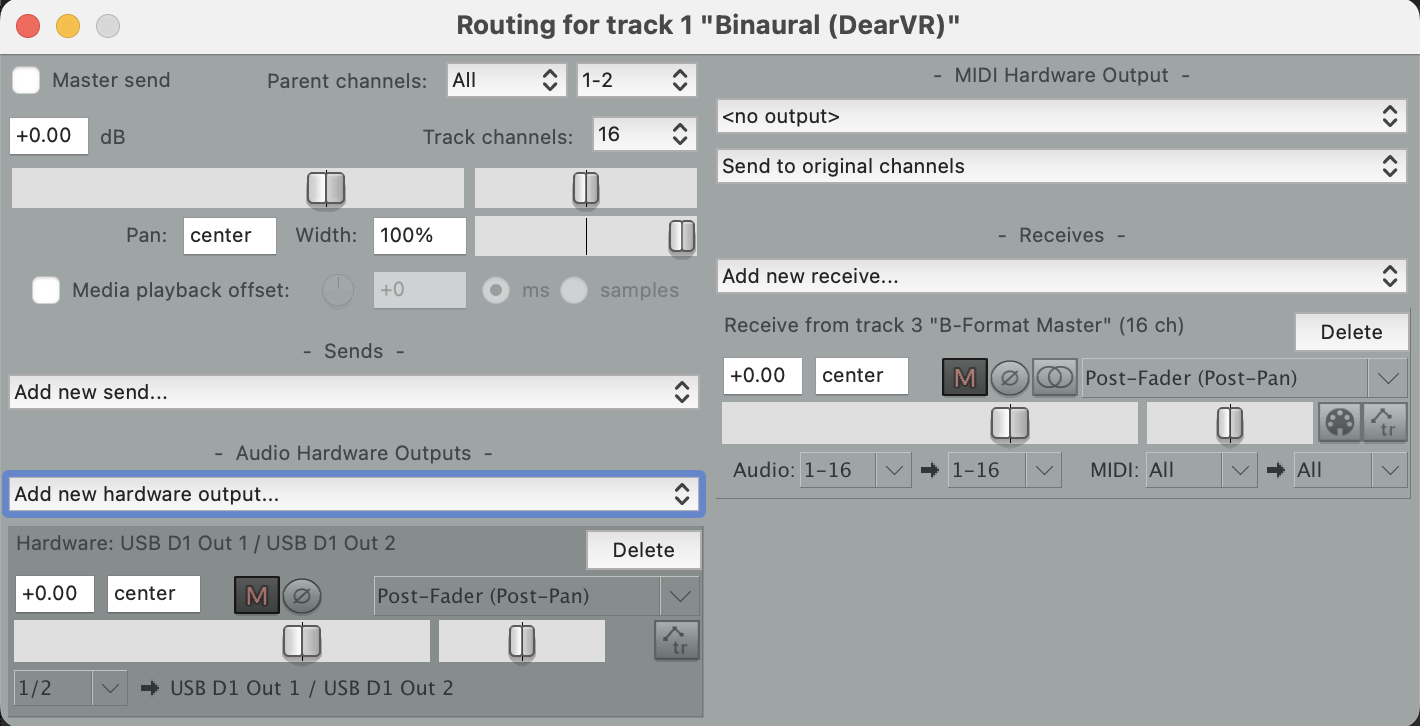 Routing for track 1 "Binaural (DearVR)"
Master send
Parent channels:
All
1-2
+0.00
dB
Track channels:
16
Pan:
center
Width:
100%
Media playback offset:
+0
ms
samples
- Sends -
Add new send...
- Audio Hardware Outputs -
Add new hardware output...
Hardware: USB D1 Out 1 / USB D1 Out 2
Delete
+0.00
center
M
Ø
Post-Fader (Post-Pan)
tr
1/2
USB D1 Out 1 / USB D1 Out 2
- MIDI Hardware Output -
<no output>
Send to original channels
- Receives -
Add new receive...
Receive from track 3 "B-Format Master" (16 ch)
Delete
+0.00
center
M
Ø
Post-Fader (Post-Pan)
tr
Audio:
1-16
1-16
MIDI:
All
All